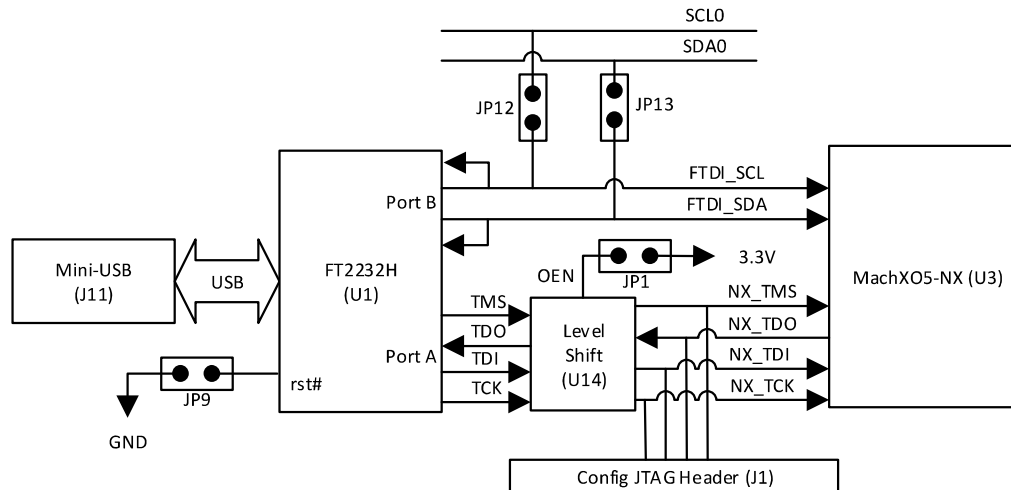 SCL0
SDA0
JP12
JP13
FTDI_SCL
Port B
FTDI_SDA
Mini-USB
(J11)
USB
FT2232H
(U1)
OEN
JP1
3.3V
MachXO5-NX (U3)
TMS
NX_TMS
TDO
Level
Shift
(U14)
NX_TDO
Port A
TDI
NX_TDI
rst#
TCK
NX_TCK
JP9
GND
Config JTAG Header (J1)